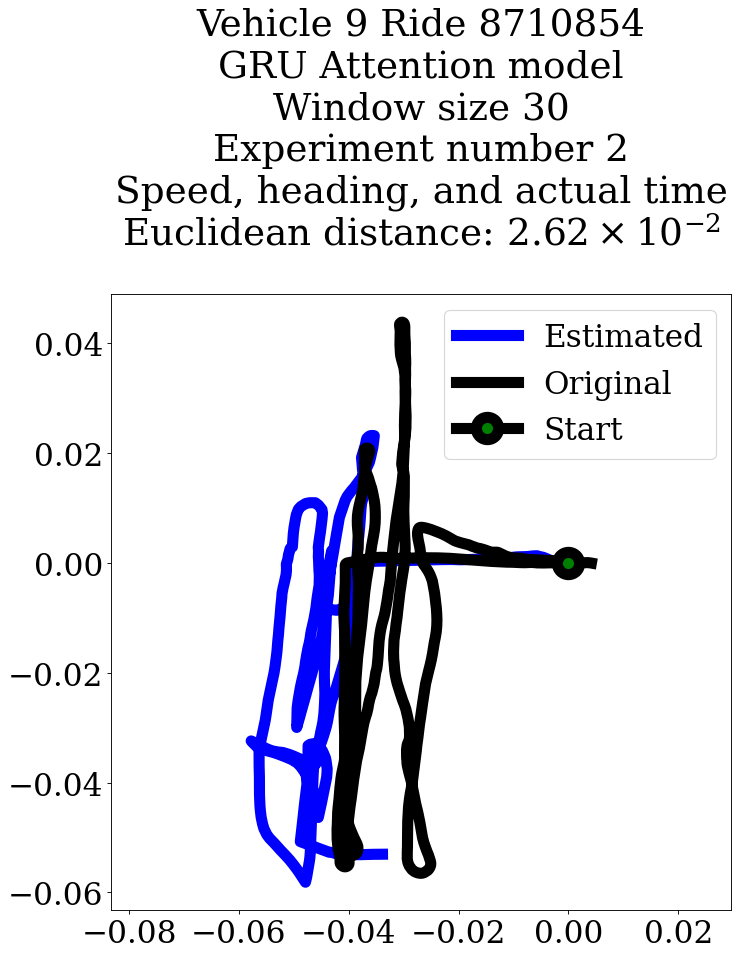 Vehicle 9 Ride 8710854
GRU Attention model
Window size 30
Experiment number 2
Speed, heading, and actual time
Euclidean distance: 2.62 × 10⁻²
Estimated
Original
Start
0.04
0.02
0.00
−0.02
−0.04
−0.06
−0.08 −0.06 −0.04 −0.02 0.00 0.02